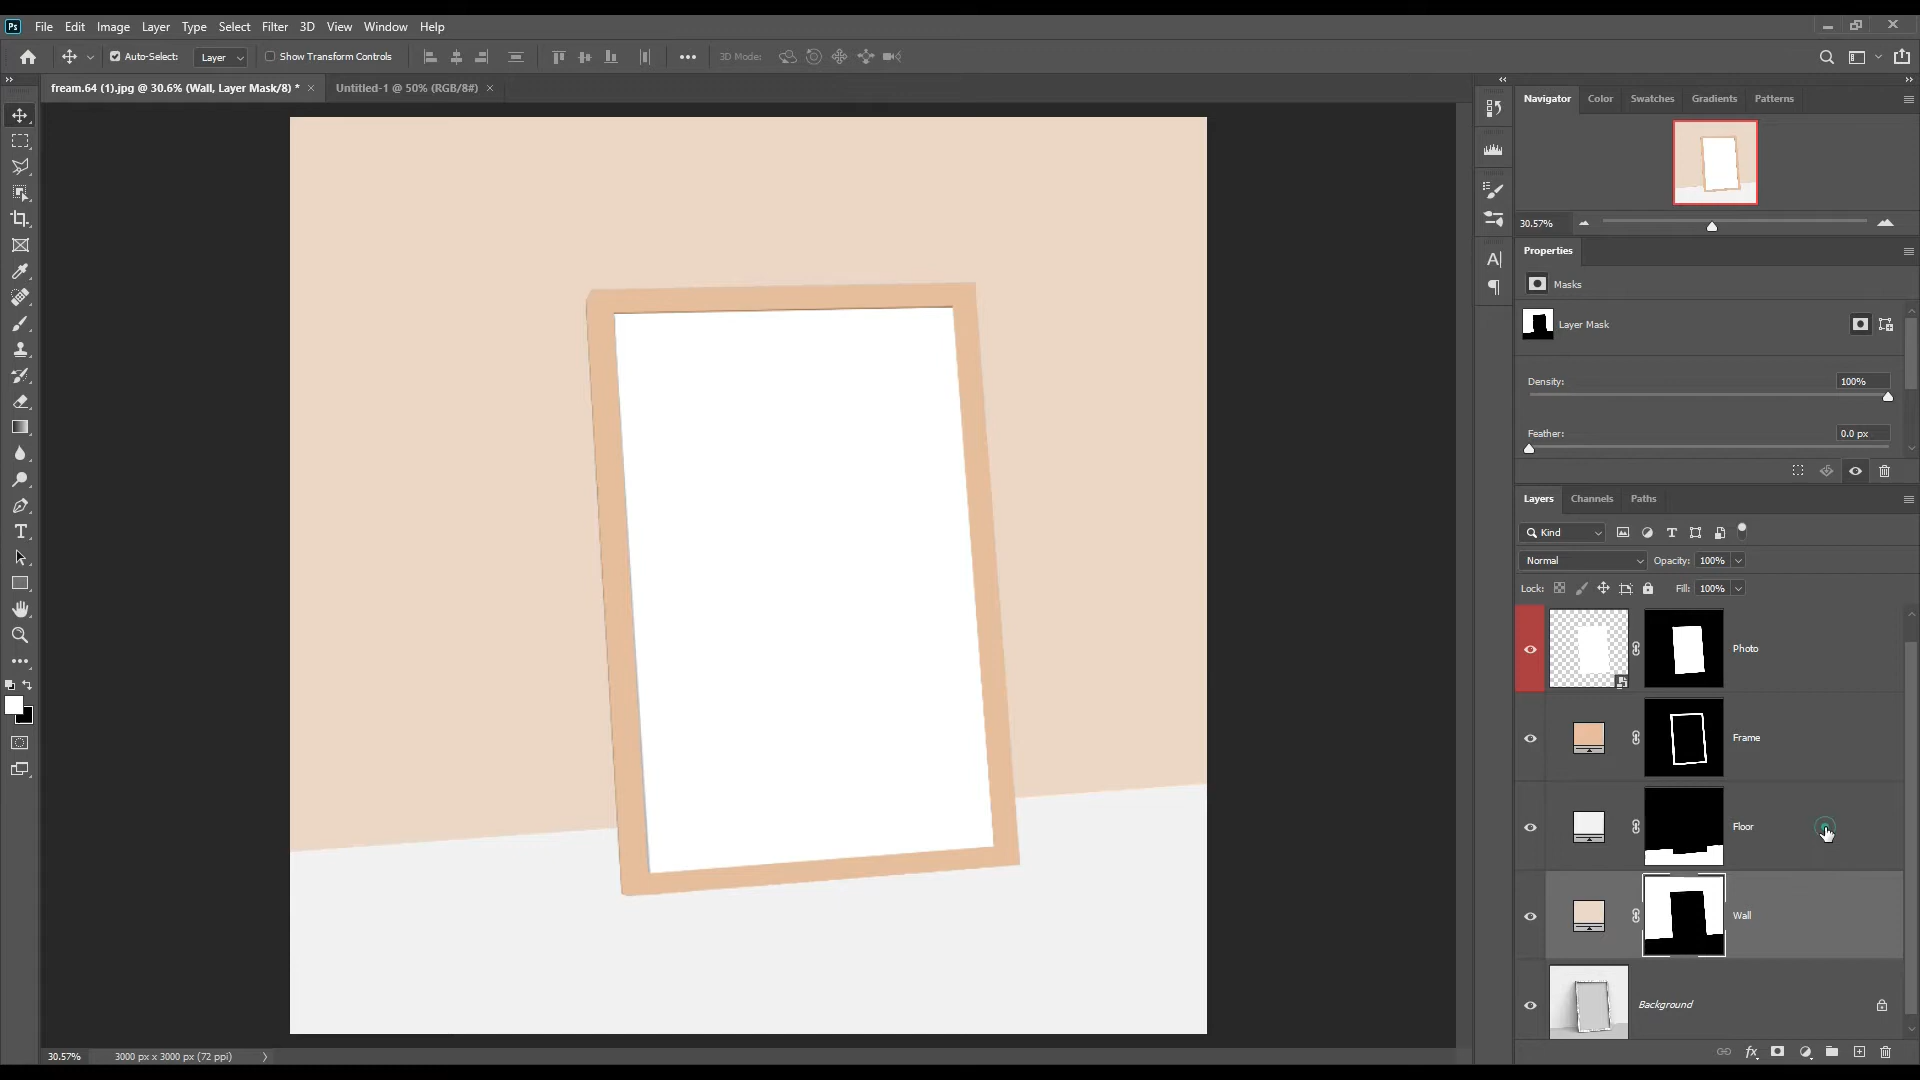 Ps File Edit Image Layer Type Select Filter 3D View Window Help
Auto-Select: Layer Show Transform Controls 3D Mode:
fream.64 (1).jpg @ 30.6% (Wall, Layer Mask/8) * × Untitled-1 @ 50% (RGB/8#) ×
Navigator Color Swatches Gradients Patterns
30.57%
Properties
Masks
Layer Mask
Density: 100%
Feather: 0.0 px
Layers Channels Paths
Kind
Normal Opacity: 100%
Lock: Fill: 100%
Photo
Frame
Floor
Wall
Background
30.57% 3000 px x 3000 px (72 ppi)